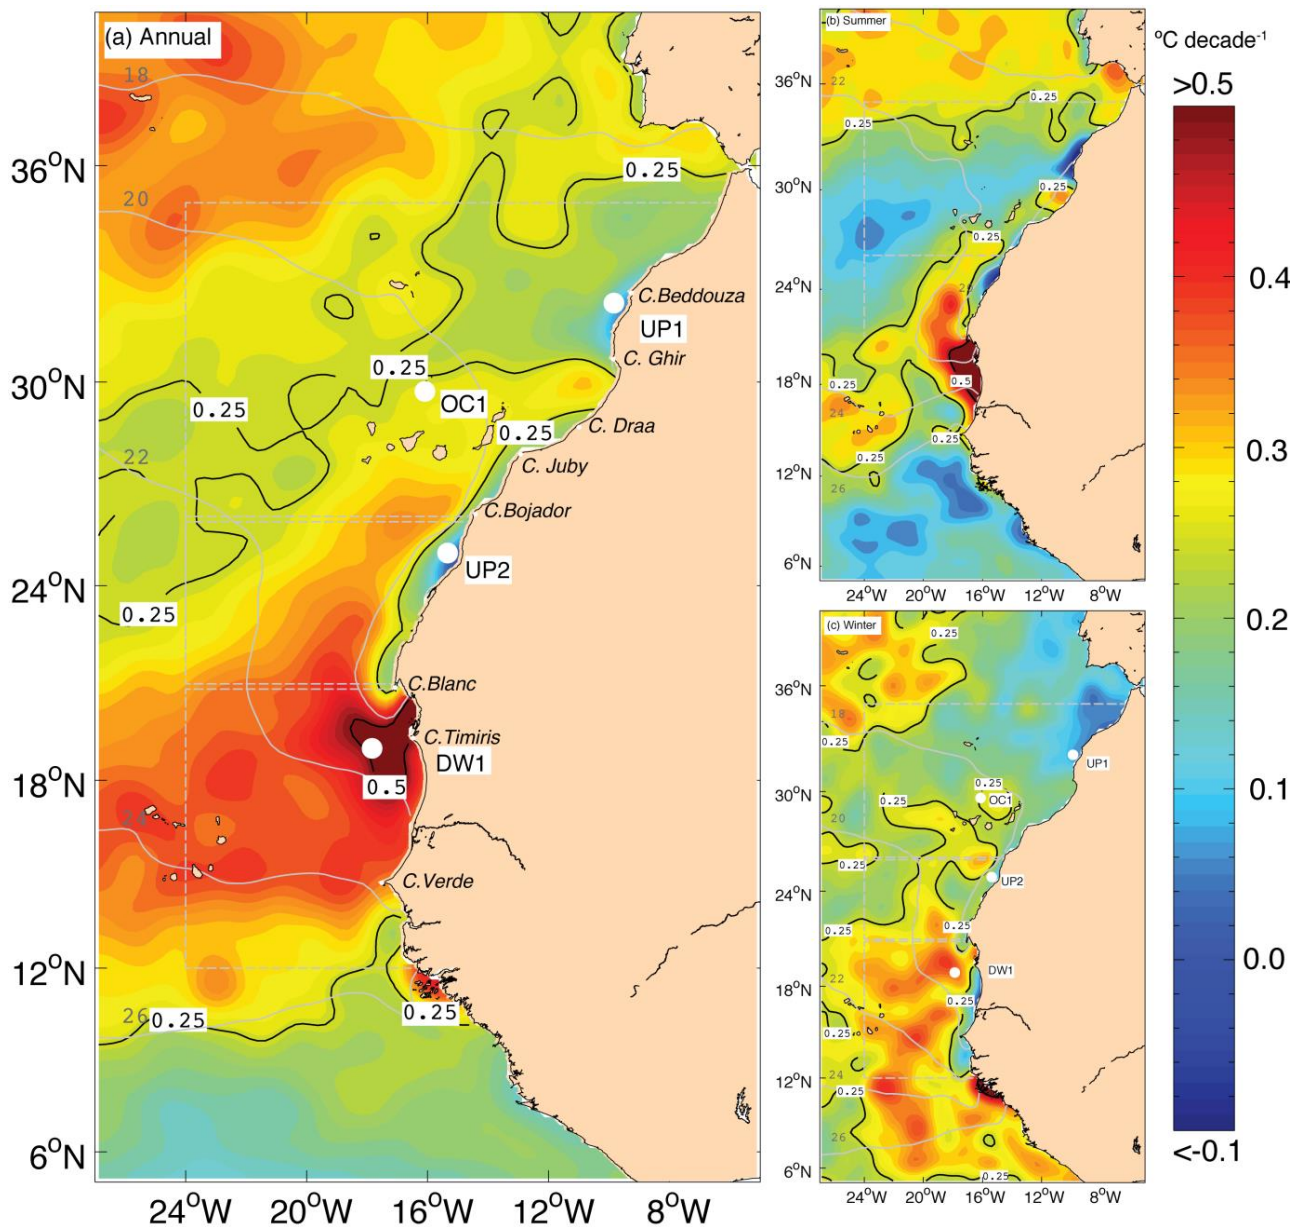 (a) Annual
18
36°N
0.25
20
C.Beddouza
UP1
C. Ghir
0.25
30°N
0.25
OC1
0.25
C. Draa
22
C. Juby
C.Bojador
UP2
24°N
0.25
C.Blanc
C.Timiris
DW1
18°N
0.5
24
C.Verde
12°N
26
0.25
0.25
6°N
24°W 20°W 16°W 12°W 8°W
(b) Summer
22
36°N
0.25
0.25
30°N
0.25
0.25
24°N
20
18°N
0.25
0.5
24
0.25
0.25
12°N
26
6°N
24°W 20°W 16°W 12°W 8°W
(c) Winter
0.25
36°N
18
0.25
UP1
30°N
0.25
OC1
0.25
20
0.25
0.25
UP2
24°N
0.25
0.25
DW1
22
18°N
0.25
0.25
24
12°N
0.25
26
6°N
0.25
24°W 20°W 16°W 12°W 8°W
°C decade⁻¹
>0.5
0.4
0.3
0.2
0.1
0.0
<-0.1